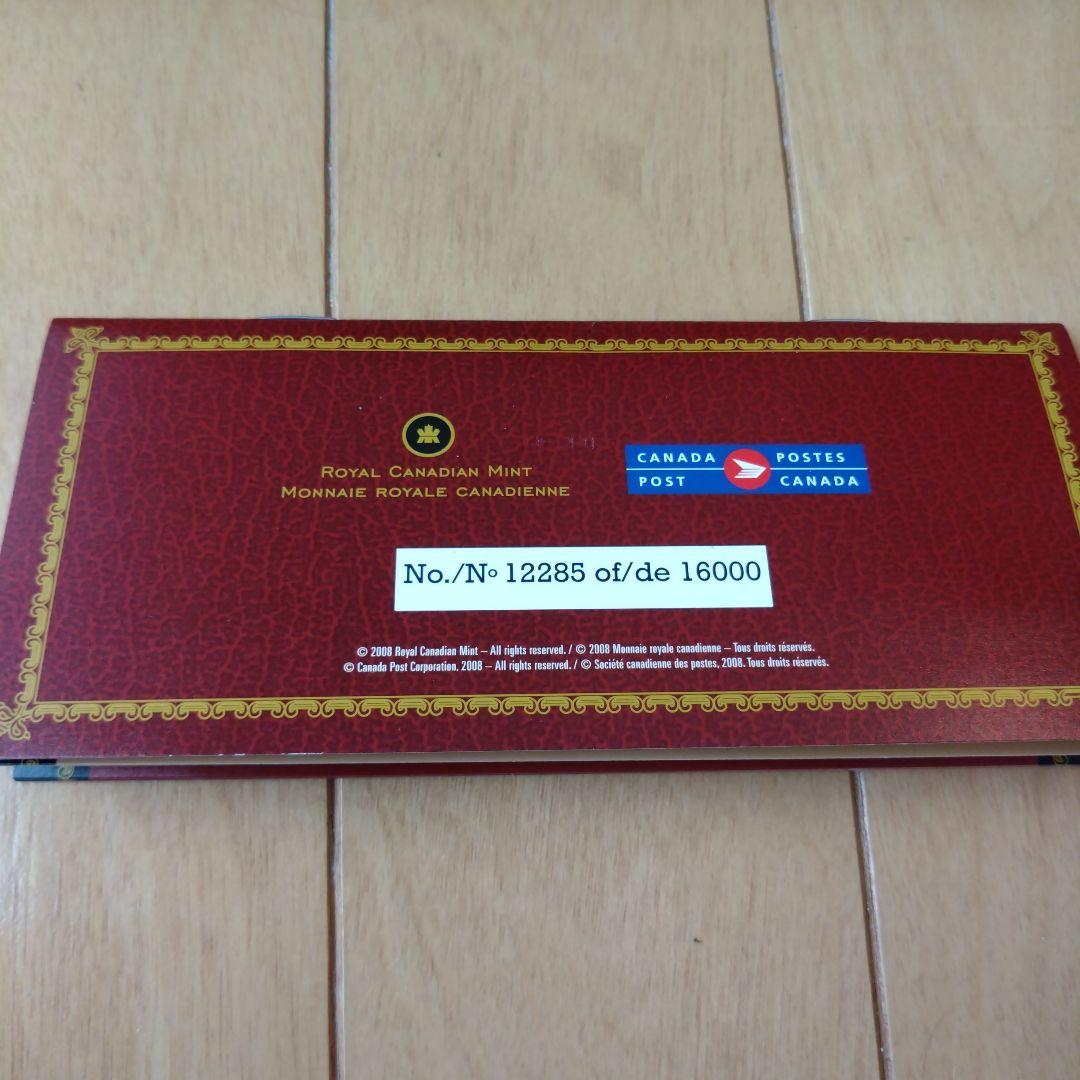 ROYAL CANADIAN MINT
MONNAIE ROYALE CANADIENNE
CANADA POSTES
POST CANADA
No./Nº 12285 of/de 16000
© 2008 Royal Canadian Mint – All rights reserved. / © 2008 Monnaie royale canadienne – Tous droits réservés.
© Canada Post Corporation, 2008 – All rights reserved. / © Société canadienne des postes, 2008. Tous droits réservés.